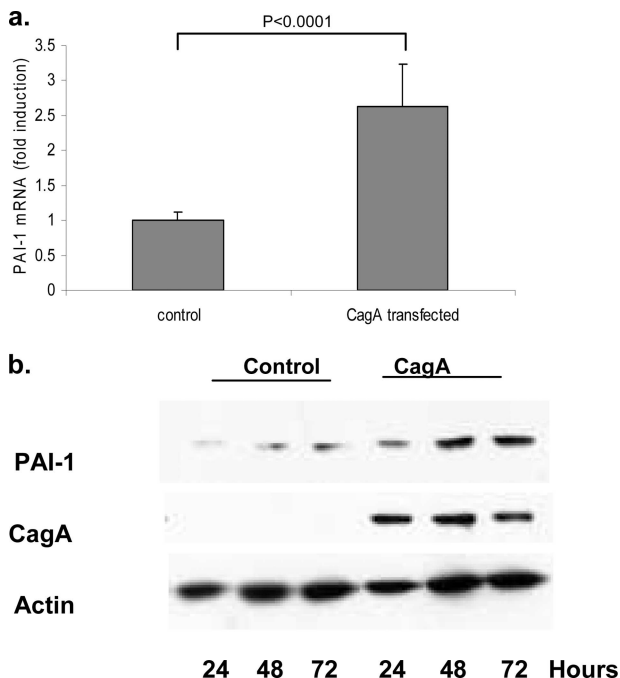 a.
P<0.0001
PAI-1 mRNA (fold induction)
4
3.5
3
2.5
2
1.5
1
0.5
0
control
CagA transfected
b.
Control
CagA
PAI-1
CagA
Actin
24 48 72 24 48 72 Hours